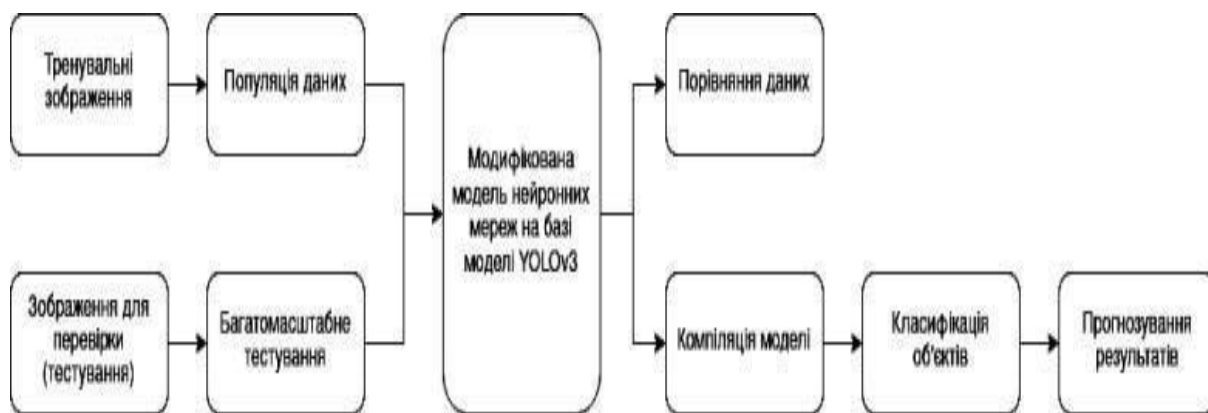 Тренувальні
зображення
Популяція даних
Модифікована
модель нейронних
мереж на базі
моделі YOLOv3
Порівняння даних
Зображення для
перевірки
(тестування)
Багатомасштабне
тестування
Компіляція моделі
Класифікація
об'єктів
Прогнозування
результатів